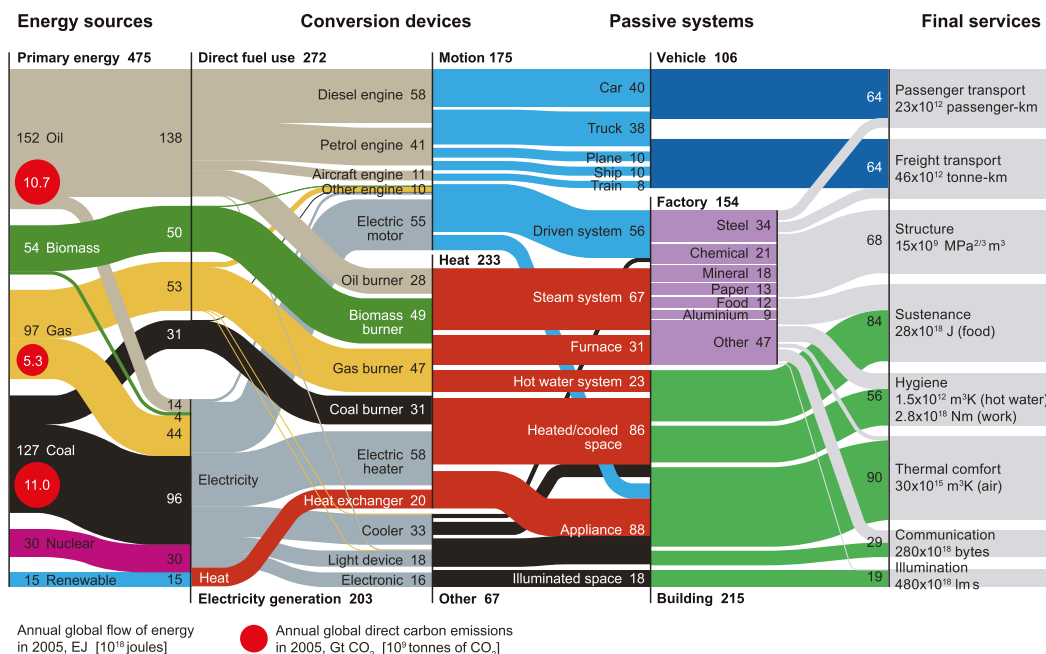 Energy sources
Conversion devices
Passive systems
Final services
Primary energy 475
Direct fuel use 272
Motion 175
Vehicle 106
152 Oil
10.7
138
54 Biomass
50
53
97 Gas
5.3
31
14
4
44
127 Coal
11.0
96
30 Nuclear
30
15 Renewable
15
Diesel engine 58
Petrol engine 41
Aircraft engine 11
Other engine 10
Electric 55
motor
Oil burner 28
Biomass 49
burner
Gas burner 47
Coal burner 31
Electric 58
heater
Electricity
Heat exchanger 20
Cooler 33
Light device 18
Heat
Electronic 16
Electricity generation 203
Car 40
Truck 38
Plane 10
Ship 10
Train 8
Driven system 56
Heat 233
Steam system 67
Furnace 31
Hot water system 23
Heated/cooled 86
space
Appliance 88
Illuminated space 18
Other 67
Factory 154
Steel 34
Chemical 21
Mineral 18
Paper 13
Food 12
Aluminium 9
Other 47
Building 215
64
Passenger transport
23x10¹² passenger-km
64
Freight transport
46x10¹² tonne-km
68
Structure
15x10⁹ MPa²ᐟ³ m³
84
Sustenance
28x10¹⁸ J (food)
56
Hygiene
1.5x10¹² m³K (hot water)
2.8x10¹⁸ Nm (work)
90
Thermal comfort
30x10¹⁵ m³K (air)
29
Communication
280x10¹⁸ bytes
19
Illumination
480x10¹⁸ lm s
Annual global flow of energy
in 2005, EJ [10¹⁸ joules]
Annual global direct carbon emissions
in 2005, Gt CO₂ [10⁹ tonnes of CO₂]